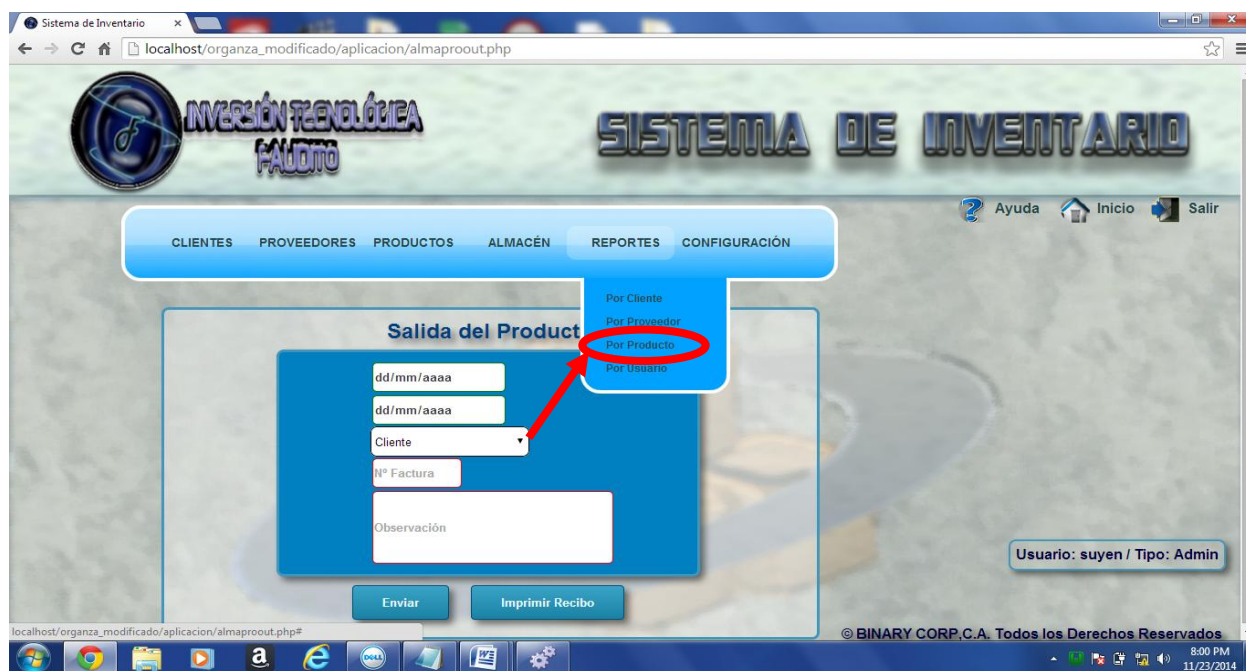 Sistema de Inventario
localhost/organza_modificado/aplicacion/almaproout.php
INVERSIÓN TECNOLÓGICA
FAUDITO
SISTEMA DE INVENTARIO
Ayuda Inicio Salir
CLIENTES PROVEEDORES PRODUCTOS ALMACÉN REPORTES CONFIGURACIÓN
Por Cliente
Por Proveedor
Por Producto
Por Usuario
Salida del Product
dd/mm/aaaa
dd/mm/aaaa
Cliente
Nº Factura
Observación
Enviar Imprimir Recibo
Usuario: suyen / Tipo: Admin
localhost/organza_modificado/aplicacion/almaproout.php#
© BINARY CORP,C.A. Todos los Derechos Reservados
8:00 PM
11/23/2014